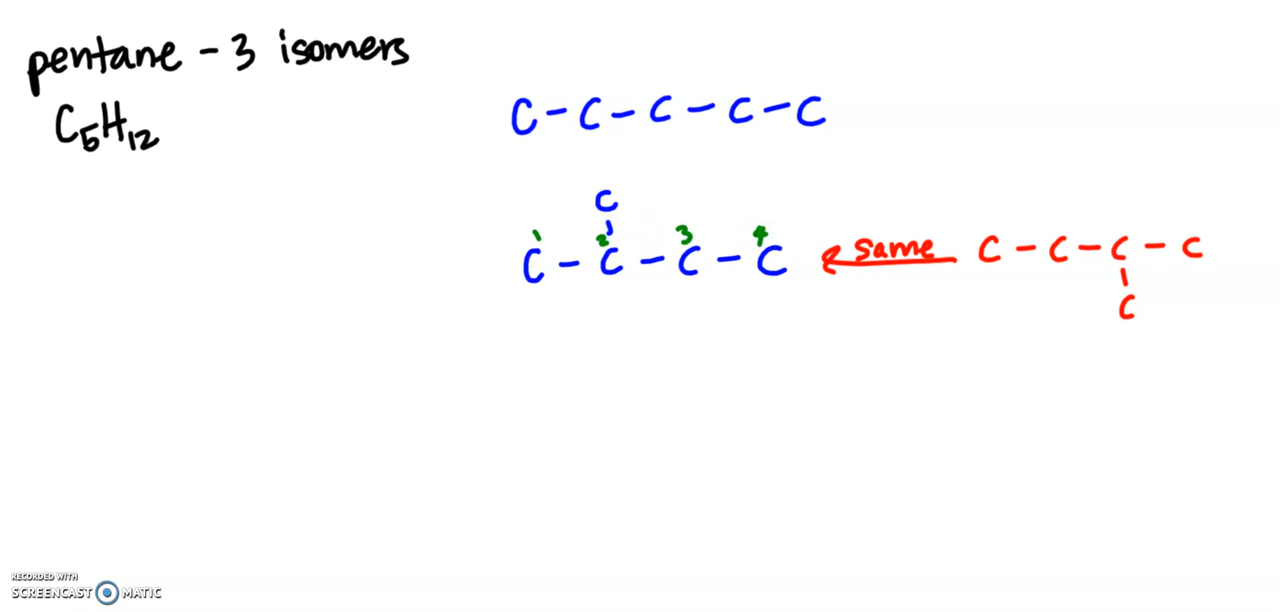 pentane - 3 isomers
C5H12
C - C - C - C - C
C
1 2 3 4
C - C - C - C
same
C - C - C - C
C
RECORDED WITH
SCREENCAST MATIC